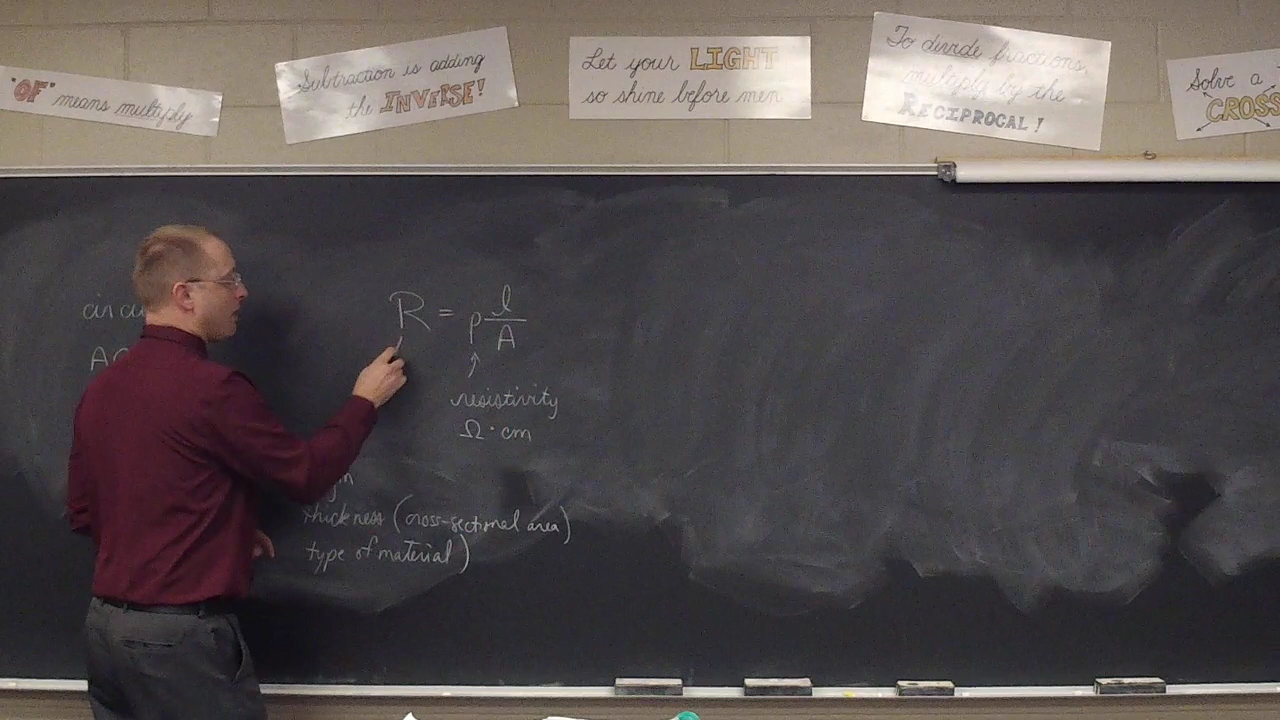 "OF" means multiply
Subtraction is adding
the INVERSE!
Let your LIGHT
so shine before men
To divide fractions,
multiply by the
RECIPROCAL!
Solve a
CROSS
R = ρ l/A
↑
resistivity
Ω·cm
thickness (cross-sectional area)
type of material)